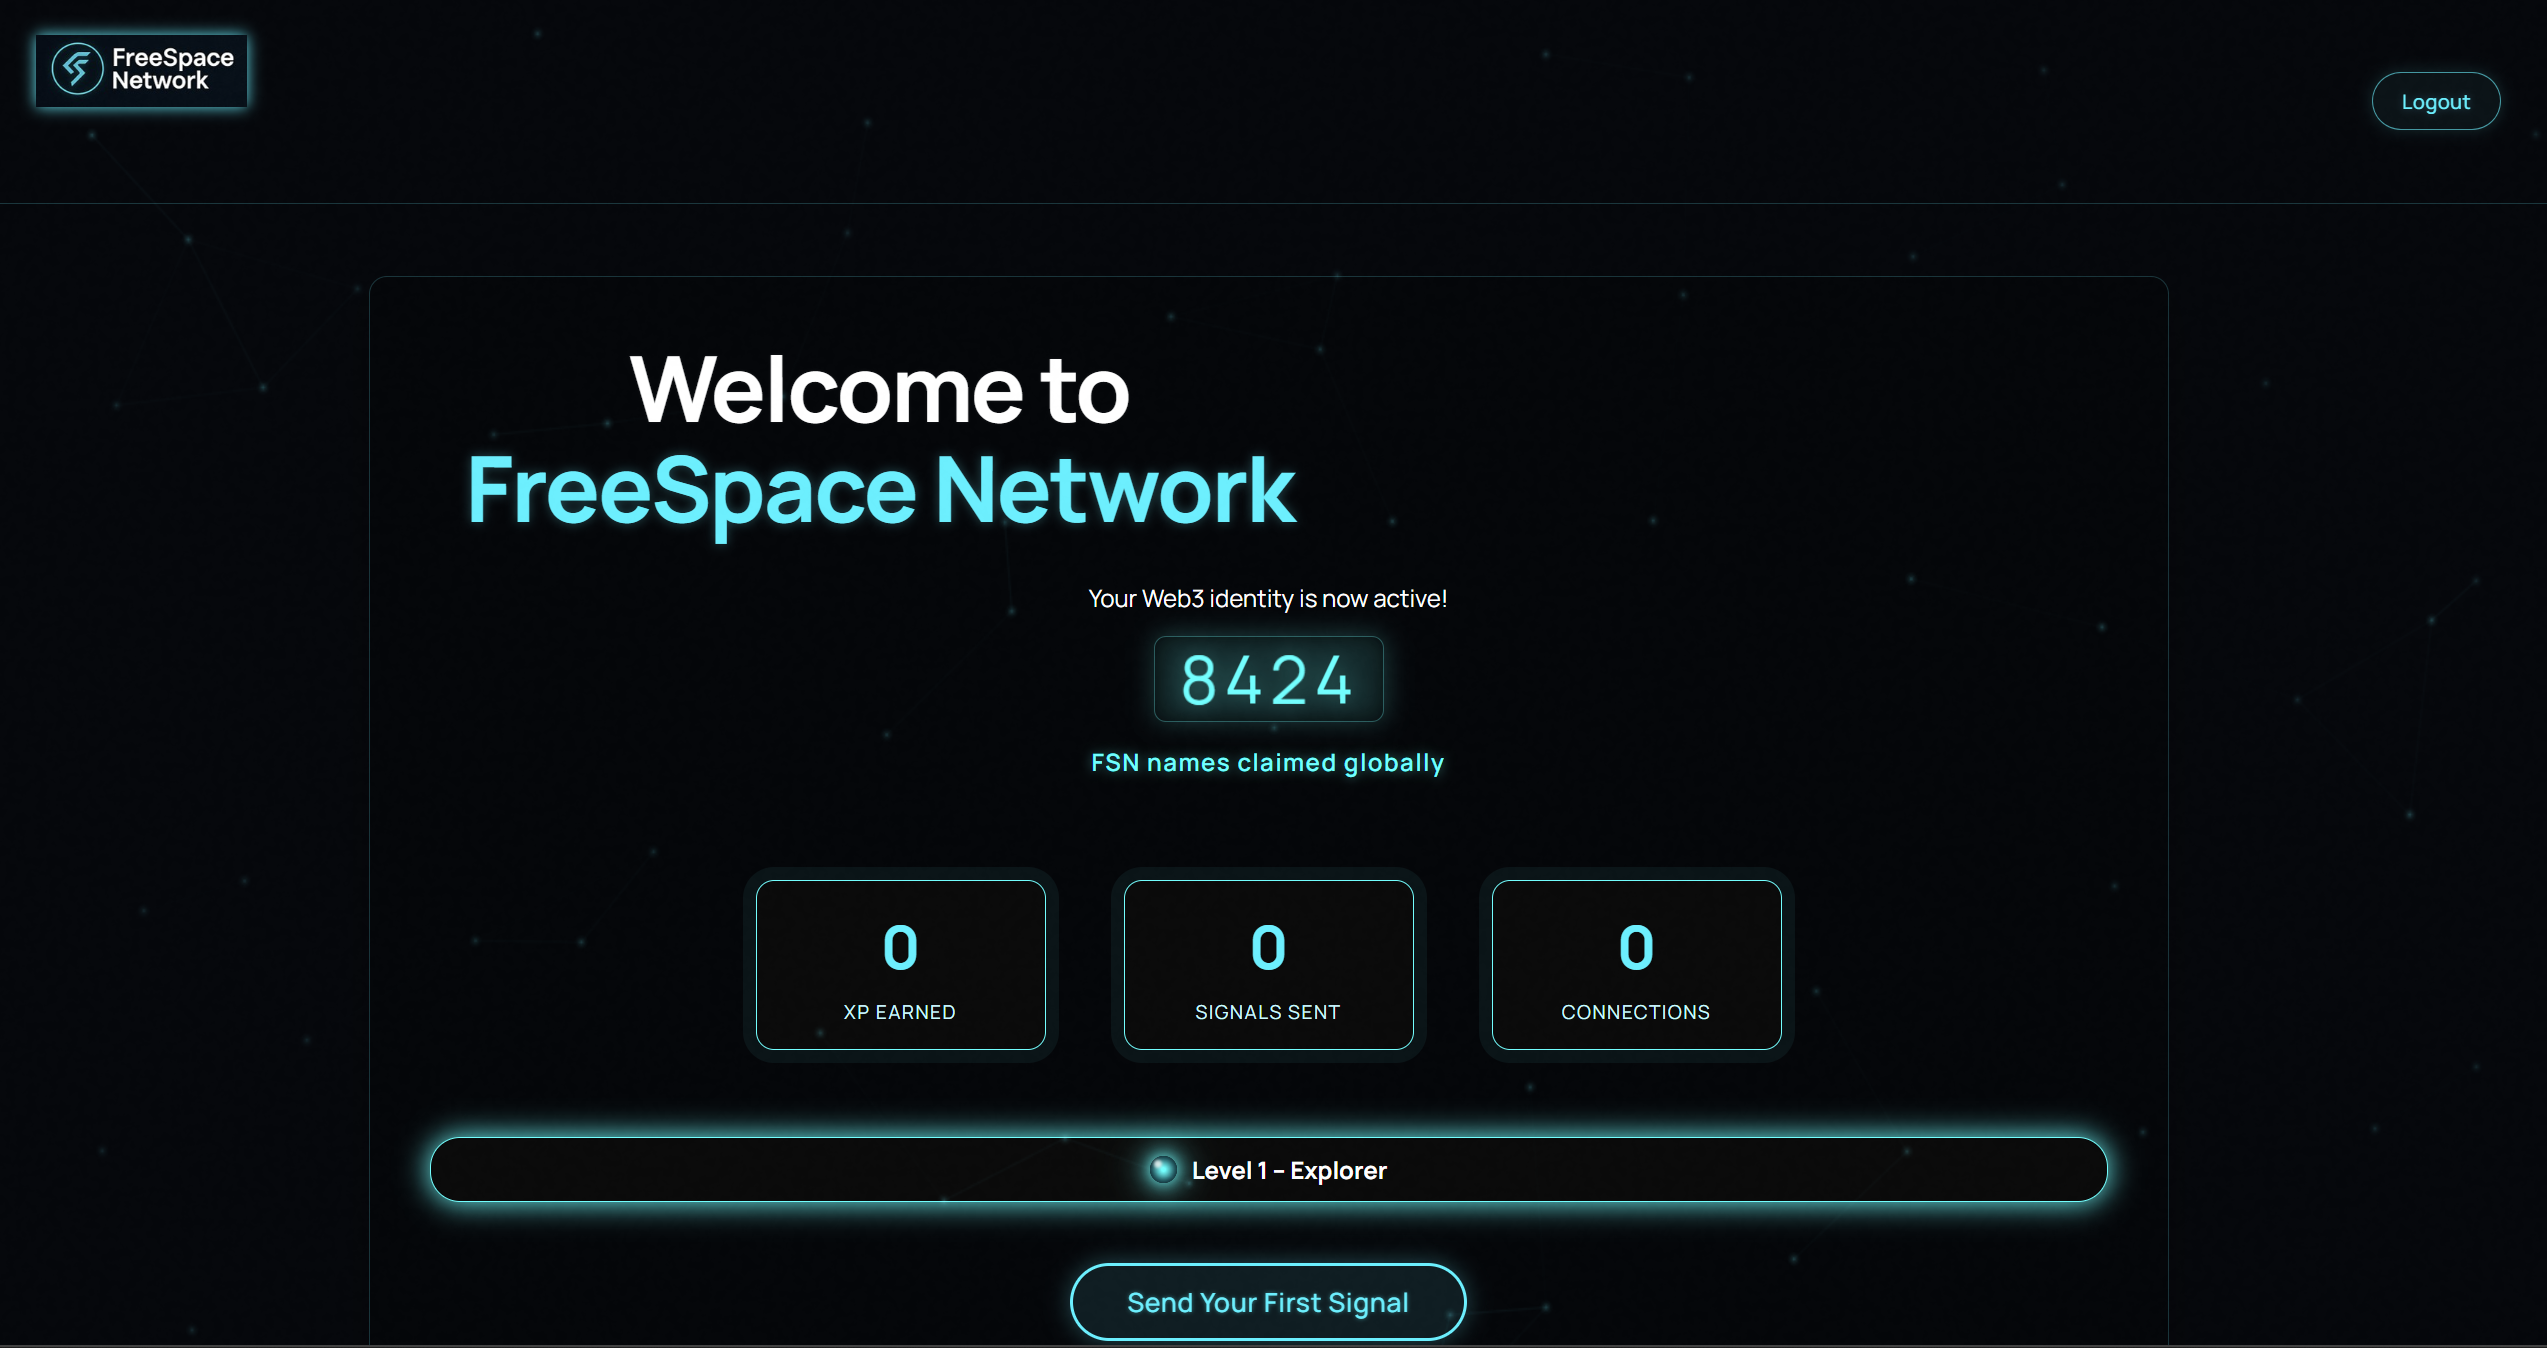 FreeSpace
Network
Logout
Welcome to
FreeSpace Network
Your Web3 identity is now active!
8424
FSN names claimed globally
0
XP EARNED
0
SIGNALS SENT
0
CONNECTIONS
Level 1 – Explorer
Send Your First Signal